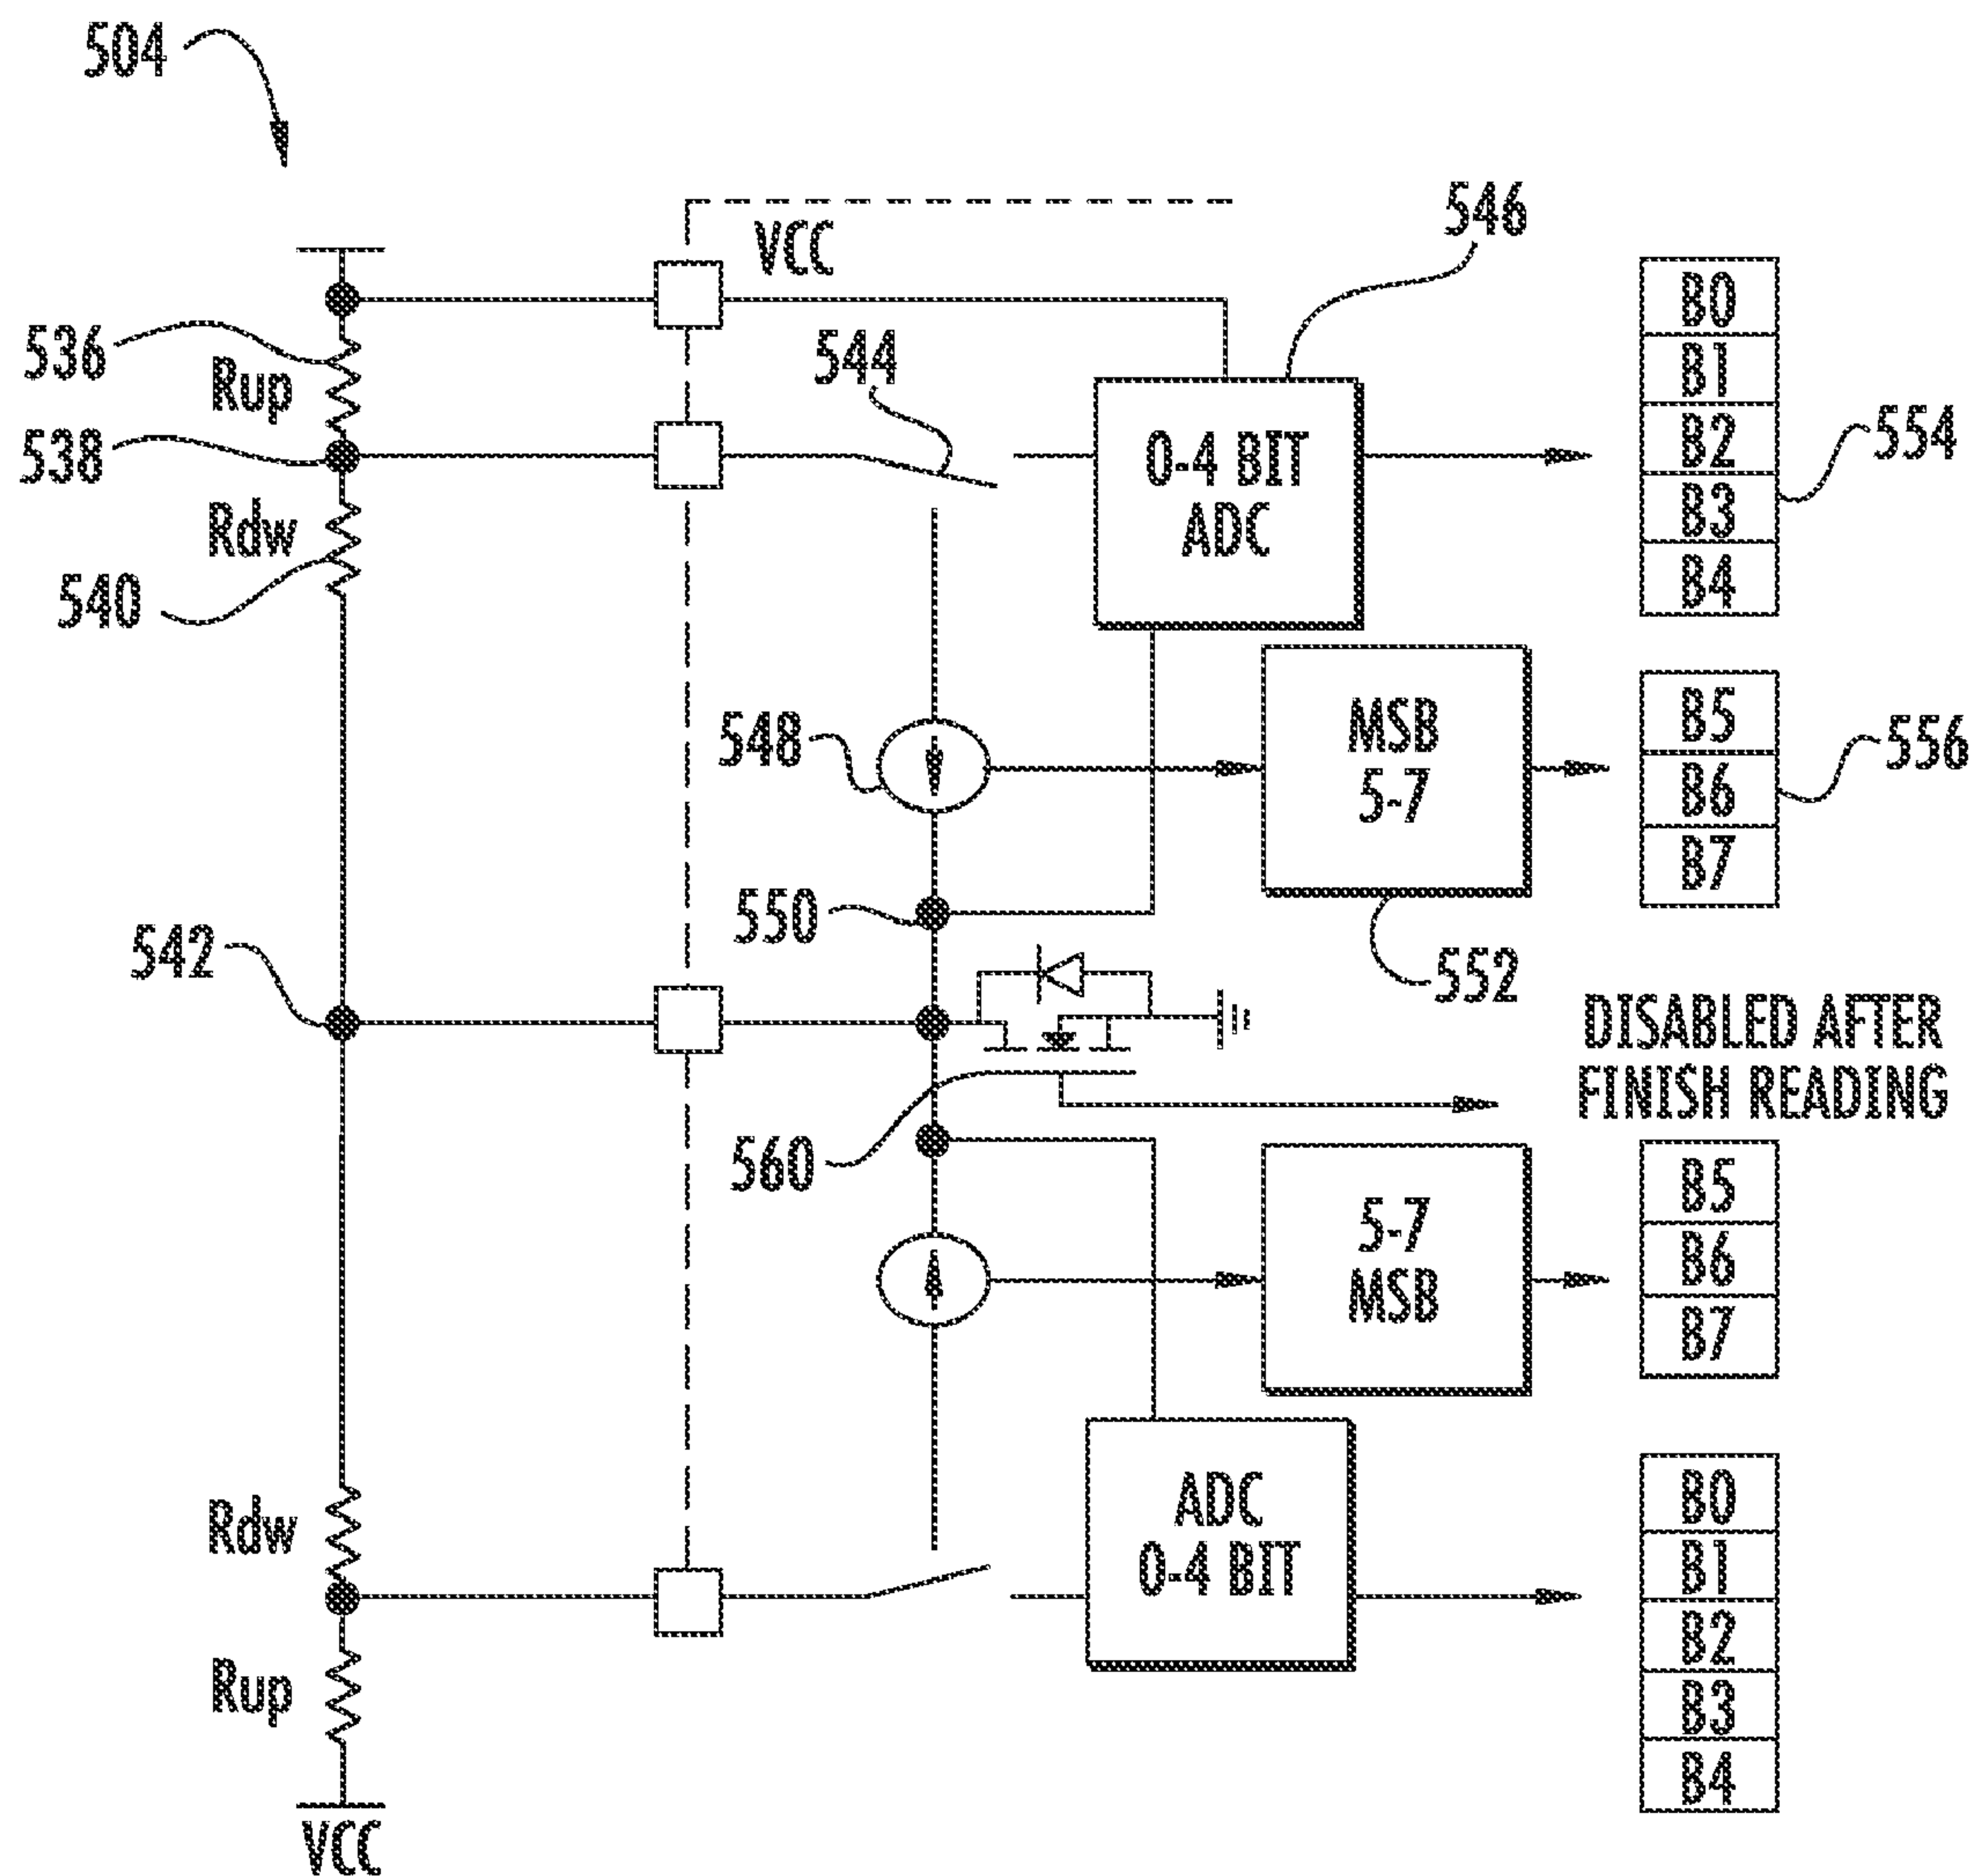 504
VCC
546
536
Rup
544
B0
B1
B2
B3
B4
554
538
0-4 BIT
ADC
Rdw
540
548
MSB
5-7
B5
B6
B7
556
550
542
552
DISABLED AFTER
FINISH READING
560
5-7
MSB
B5
B6
B7
Rdw
ADC
0-4 BIT
B0
B1
B2
B3
B4
Rup
VCC